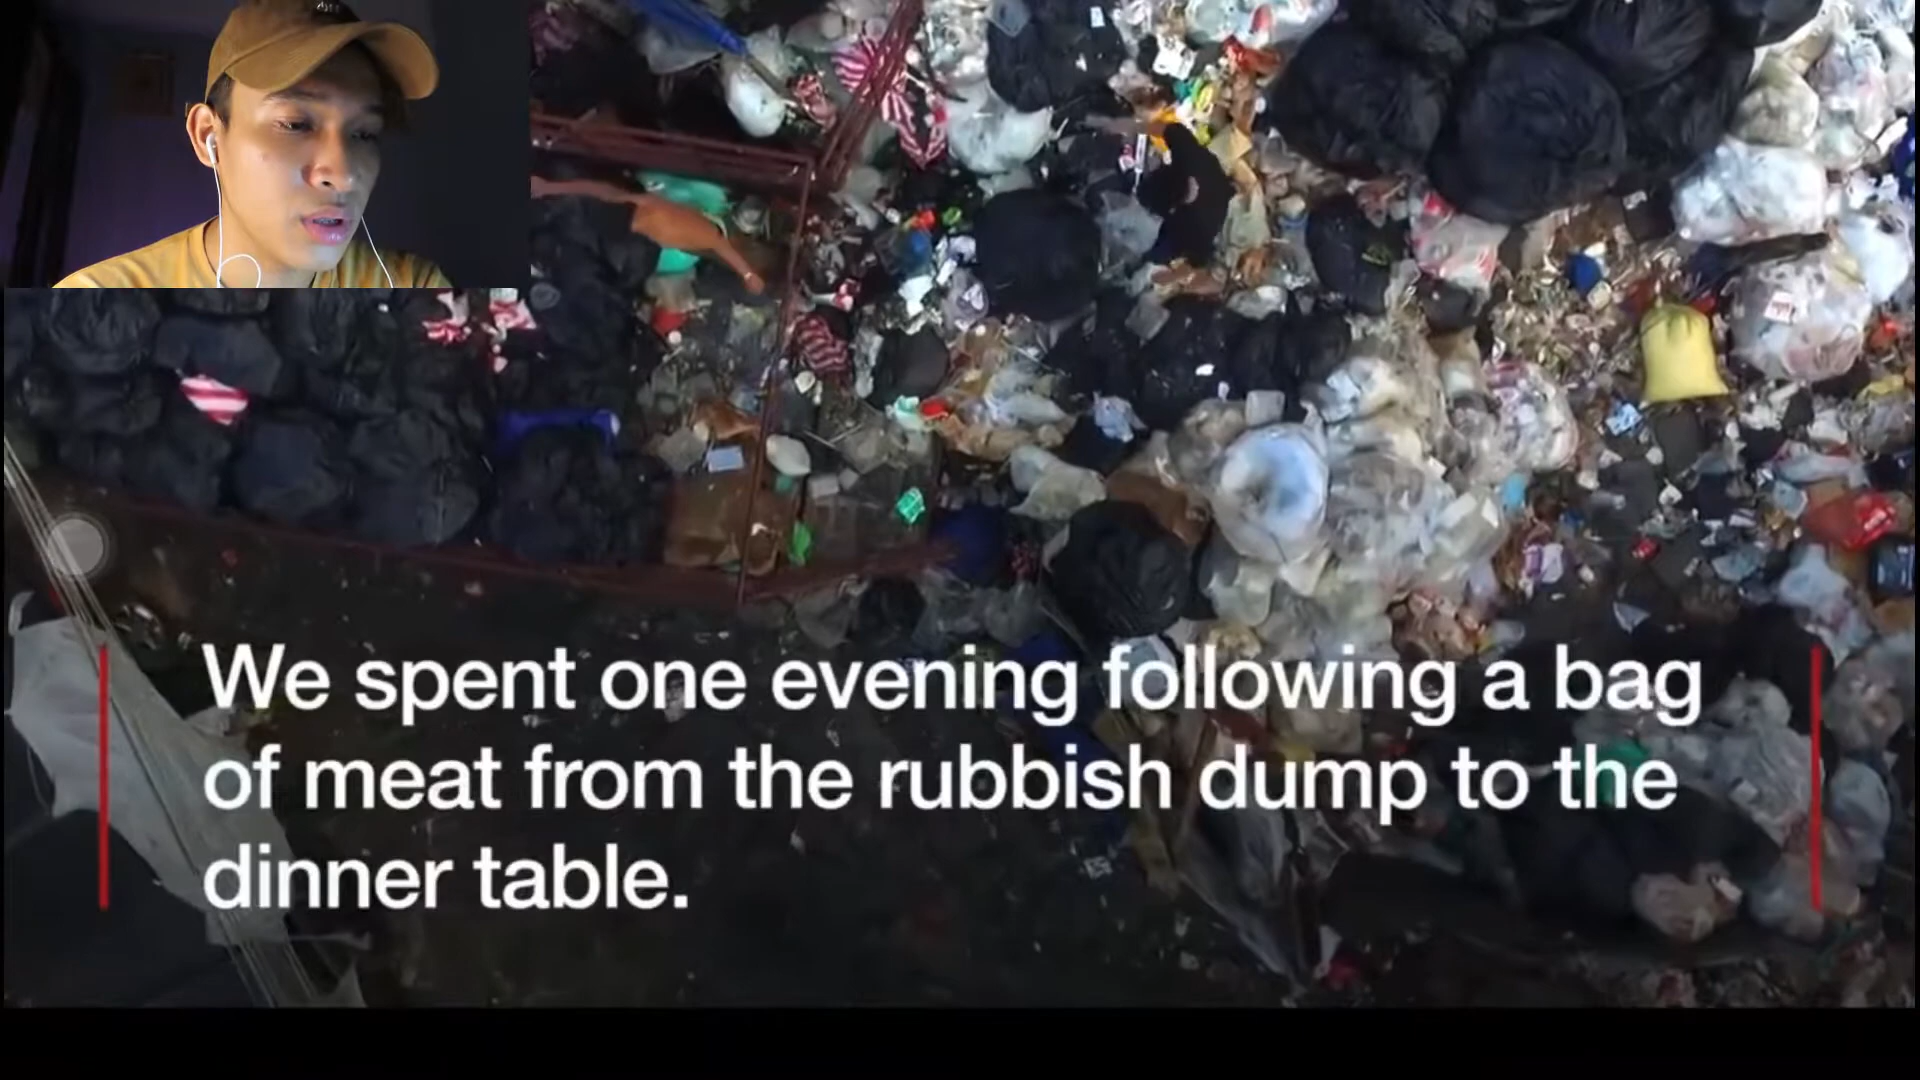 We spent one evening following a bag
of meat from the rubbish dump to the
dinner table.